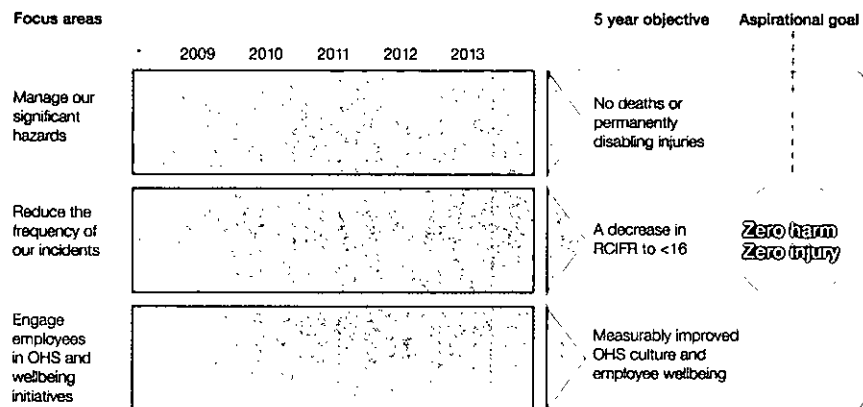 Focus areas
5 year objective
Aspirational goal
2009 2010 2011 2012 2013
Manage our
significant
hazards
No deaths or
permanently
disabling injuries
Reduce the
frequency of
our incidents
A decrease in
RCIFR to <16
Zero harm
Zero injury
Engage
employees
in OHS and
wellbeing
initiatives
Measurably improved
OHS culture and
employee wellbeing